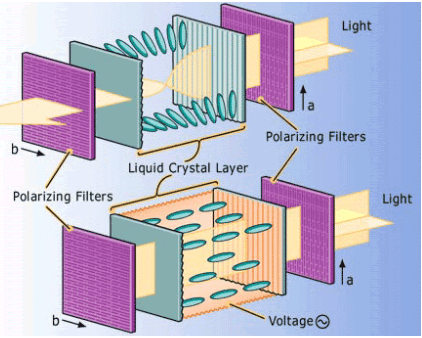 Light
a
b
Polarizing Filters
Liquid Crystal Layer
Polarizing Filters
Light
a
b
Voltage